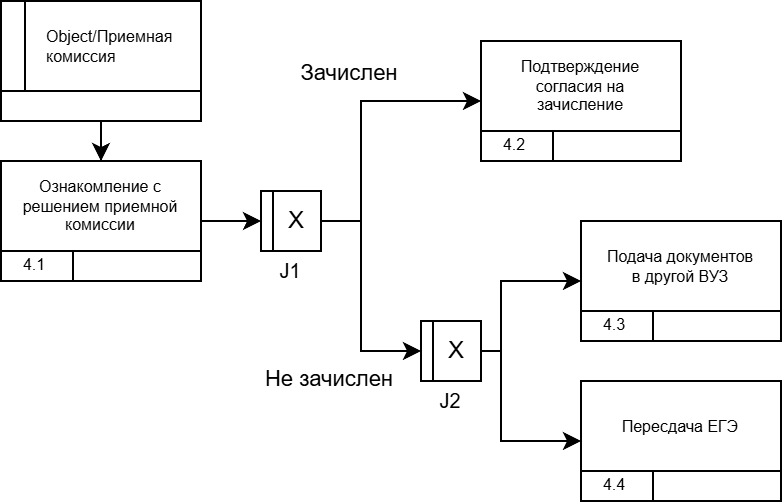 Object/Приемная
комиссия
Зачислен
Подтверждение
согласия на
зачисление
4.2
Ознакомление с
решением приемной
комиссии
4.1
X
J1
Подача документов
в другой ВУЗ
4.3
X
J2
Не зачислен
Пересдача ЕГЭ
4.4